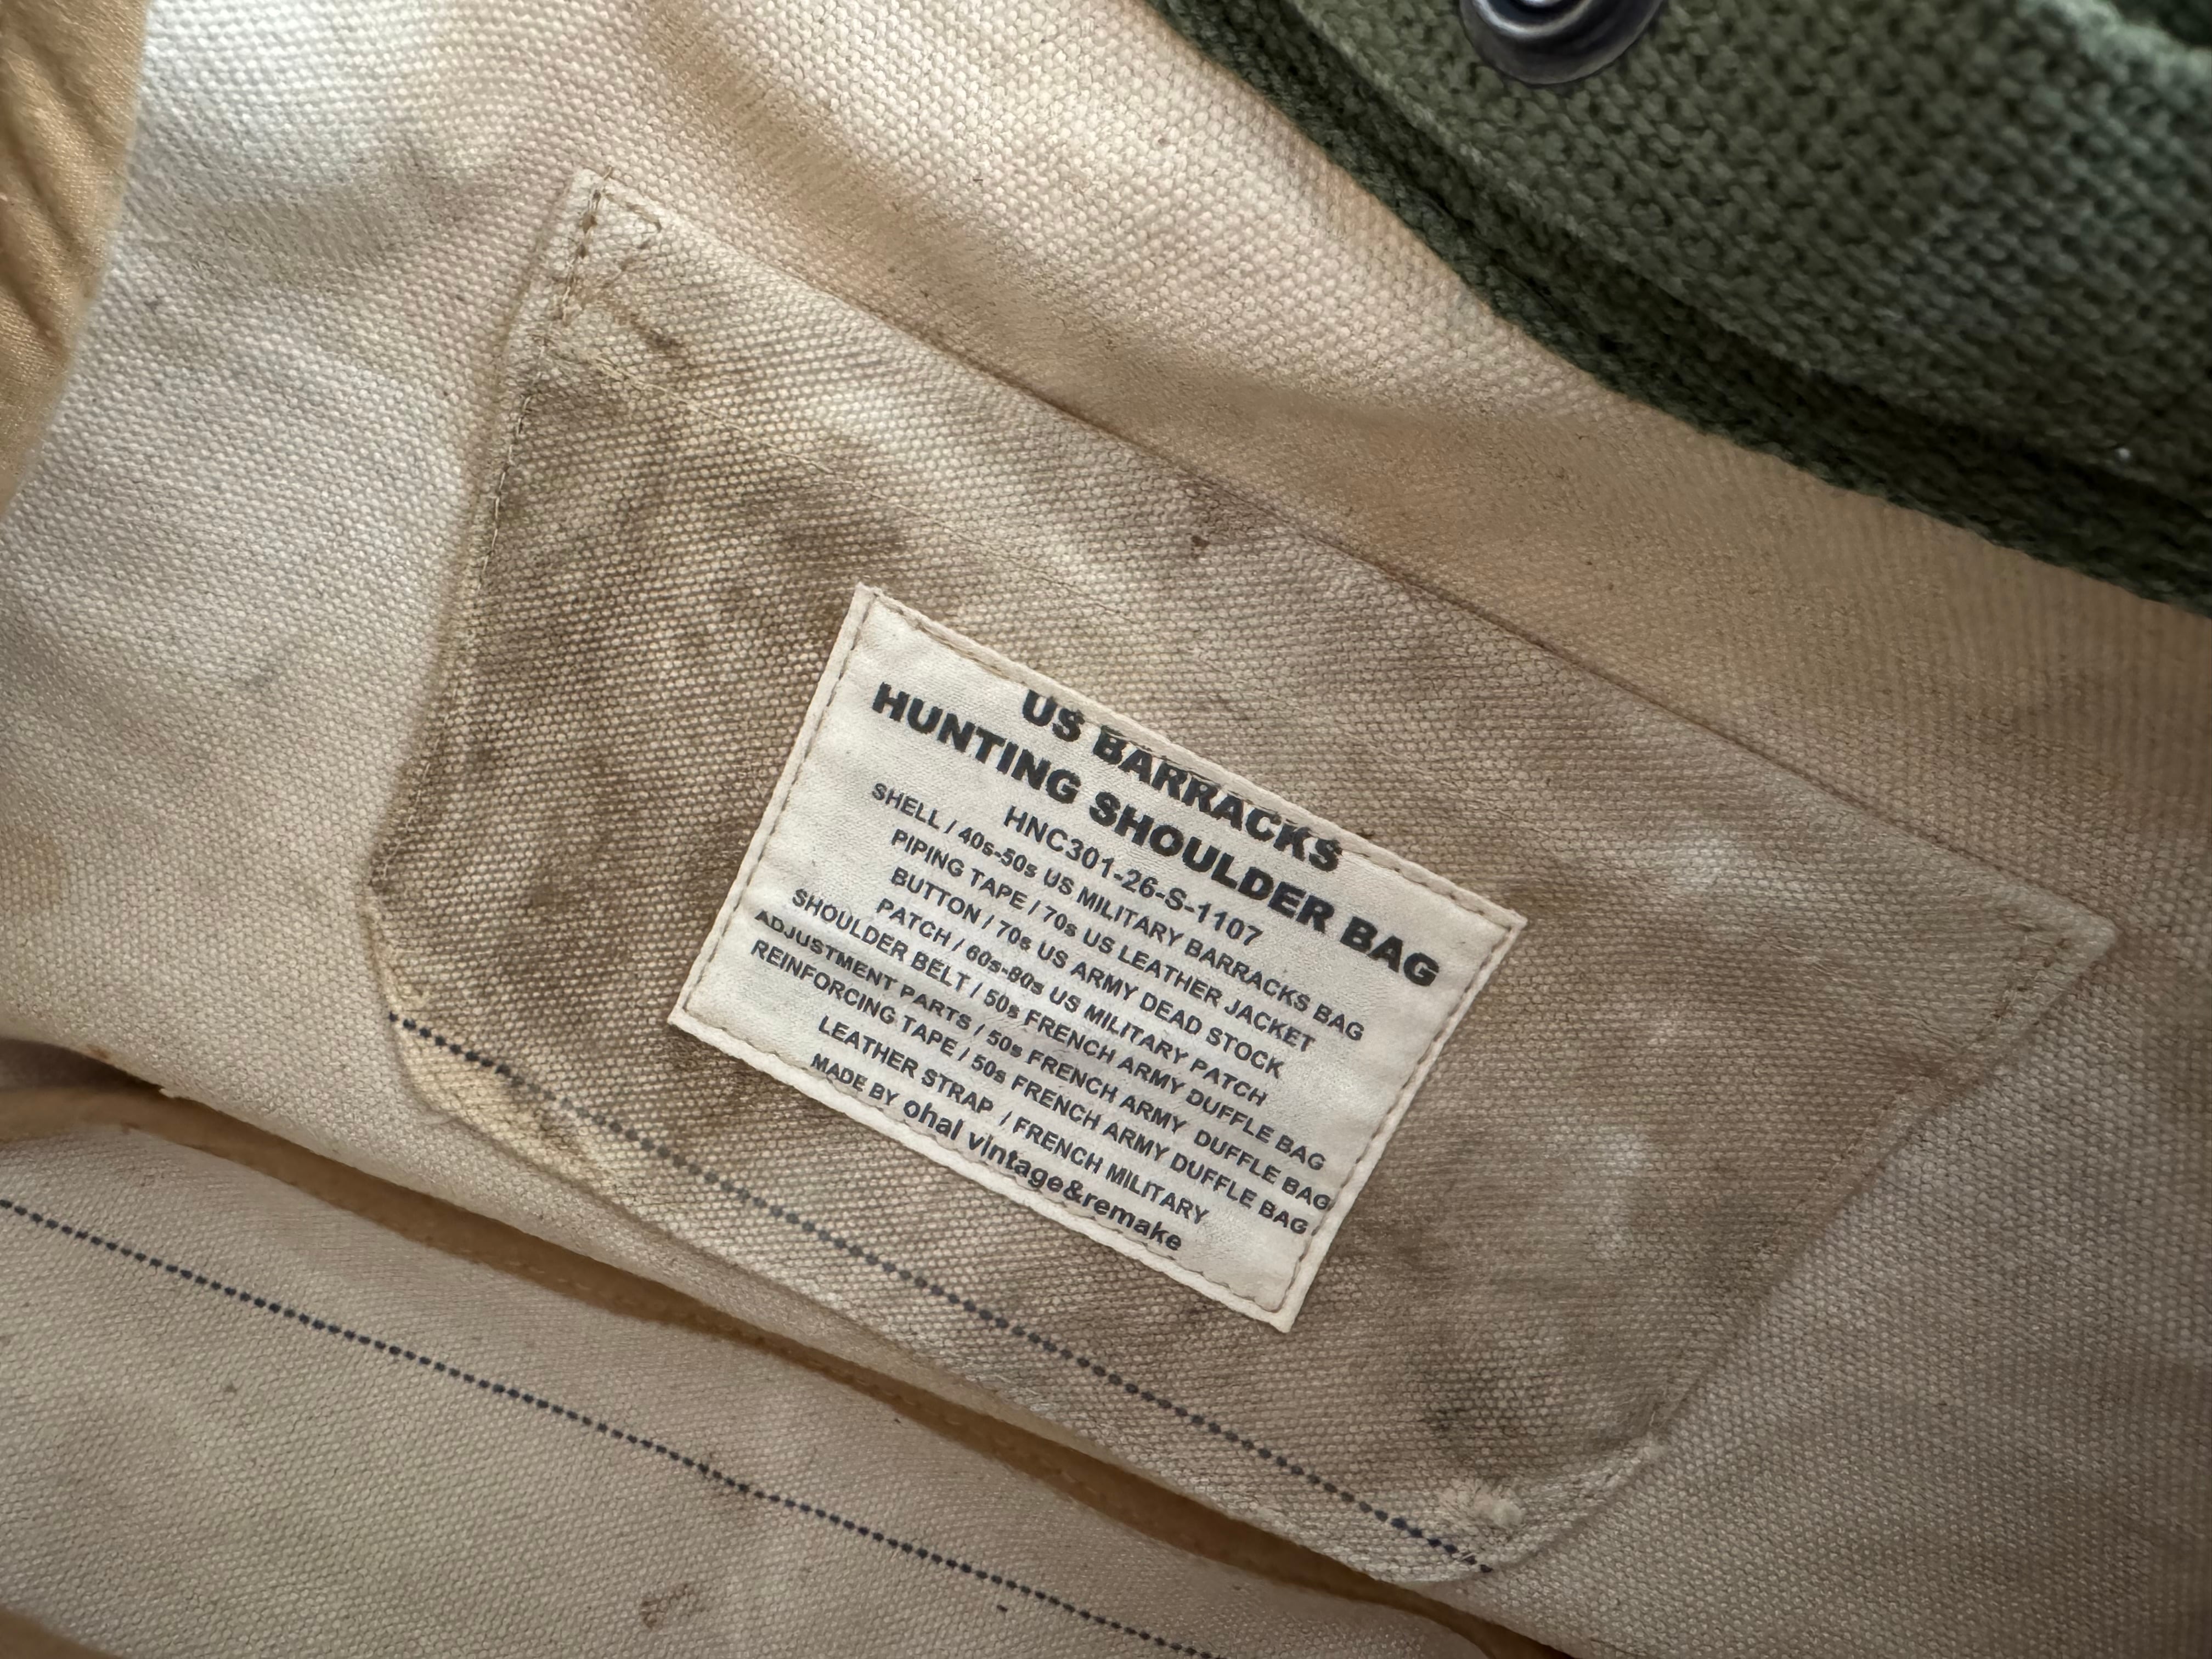 US BARRACKS
HUNTING SHOULDER BAG
HNC301-26-S-1107
SHELL / 40s-50s US MILITARY BARRACKS BAG
PIPING TAPE / 70s US LEATHER JACKET
BUTTON / 70s US ARMY DEAD STOCK
PATCH / 60s-80s US MILITARY PATCH
SHOULDER BELT / 50s FRENCH ARMY DUFFLE BAG
ADJUSTMENT PARTS / 50s FRENCH ARMY DUFFLE BAG
REINFORCING TAPE / 50s FRENCH ARMY DUFFLE BAG
LEATHER STRAP / FRENCH MILITARY
MADE BY ohal vintage&remake